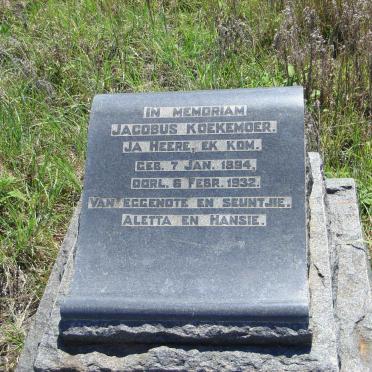 IN MEMORIAM
JACOBUS KOEKEMOER.
JA HEERE, EK KOM.
GEB. 7 JAN. 1894.
OORL. 6 FEBR. 1932.
VAN EGGENOTE EN SEUNTJIE.
ALETTA EN HANSIE.